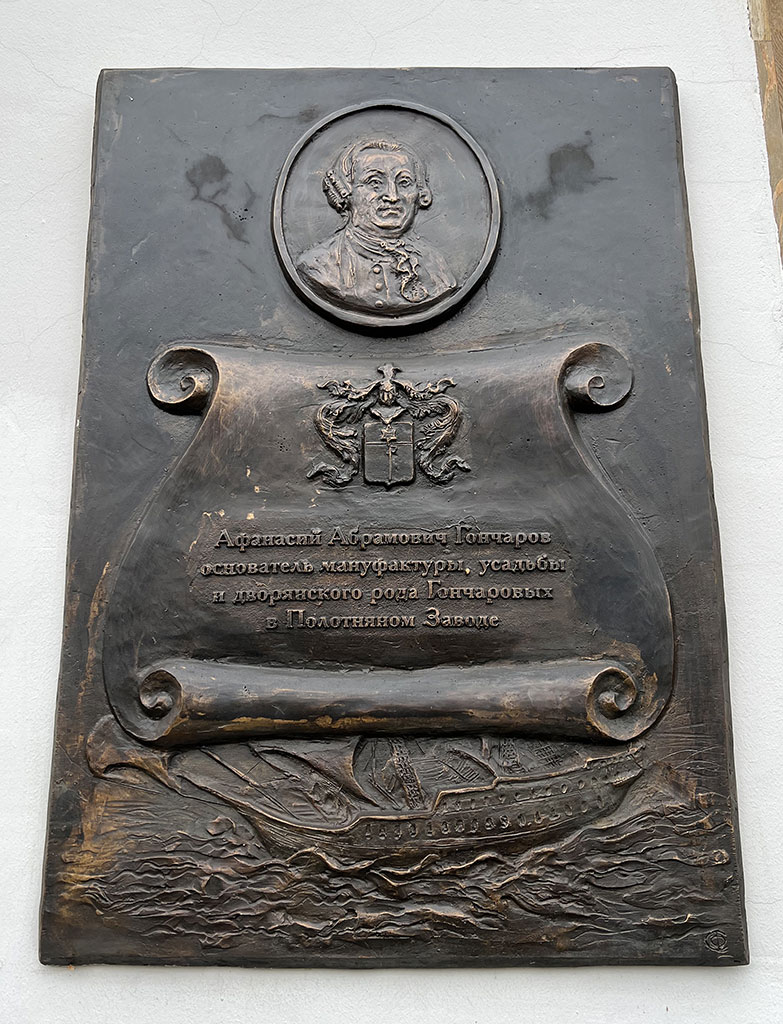 Афанасий Абрамович Гончаров
основатель мануфактуры, усадьбы
и дворянского рода Гончаровых
в Полотняном Заводе